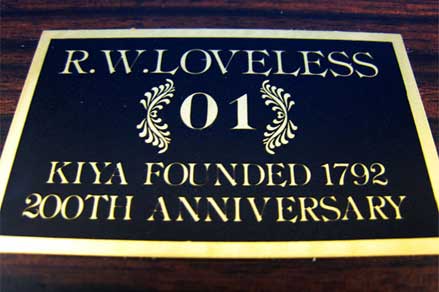 R.W.LOVELESS
01
KIYA FOUNDED 1792
200TH ANNIVERSARY